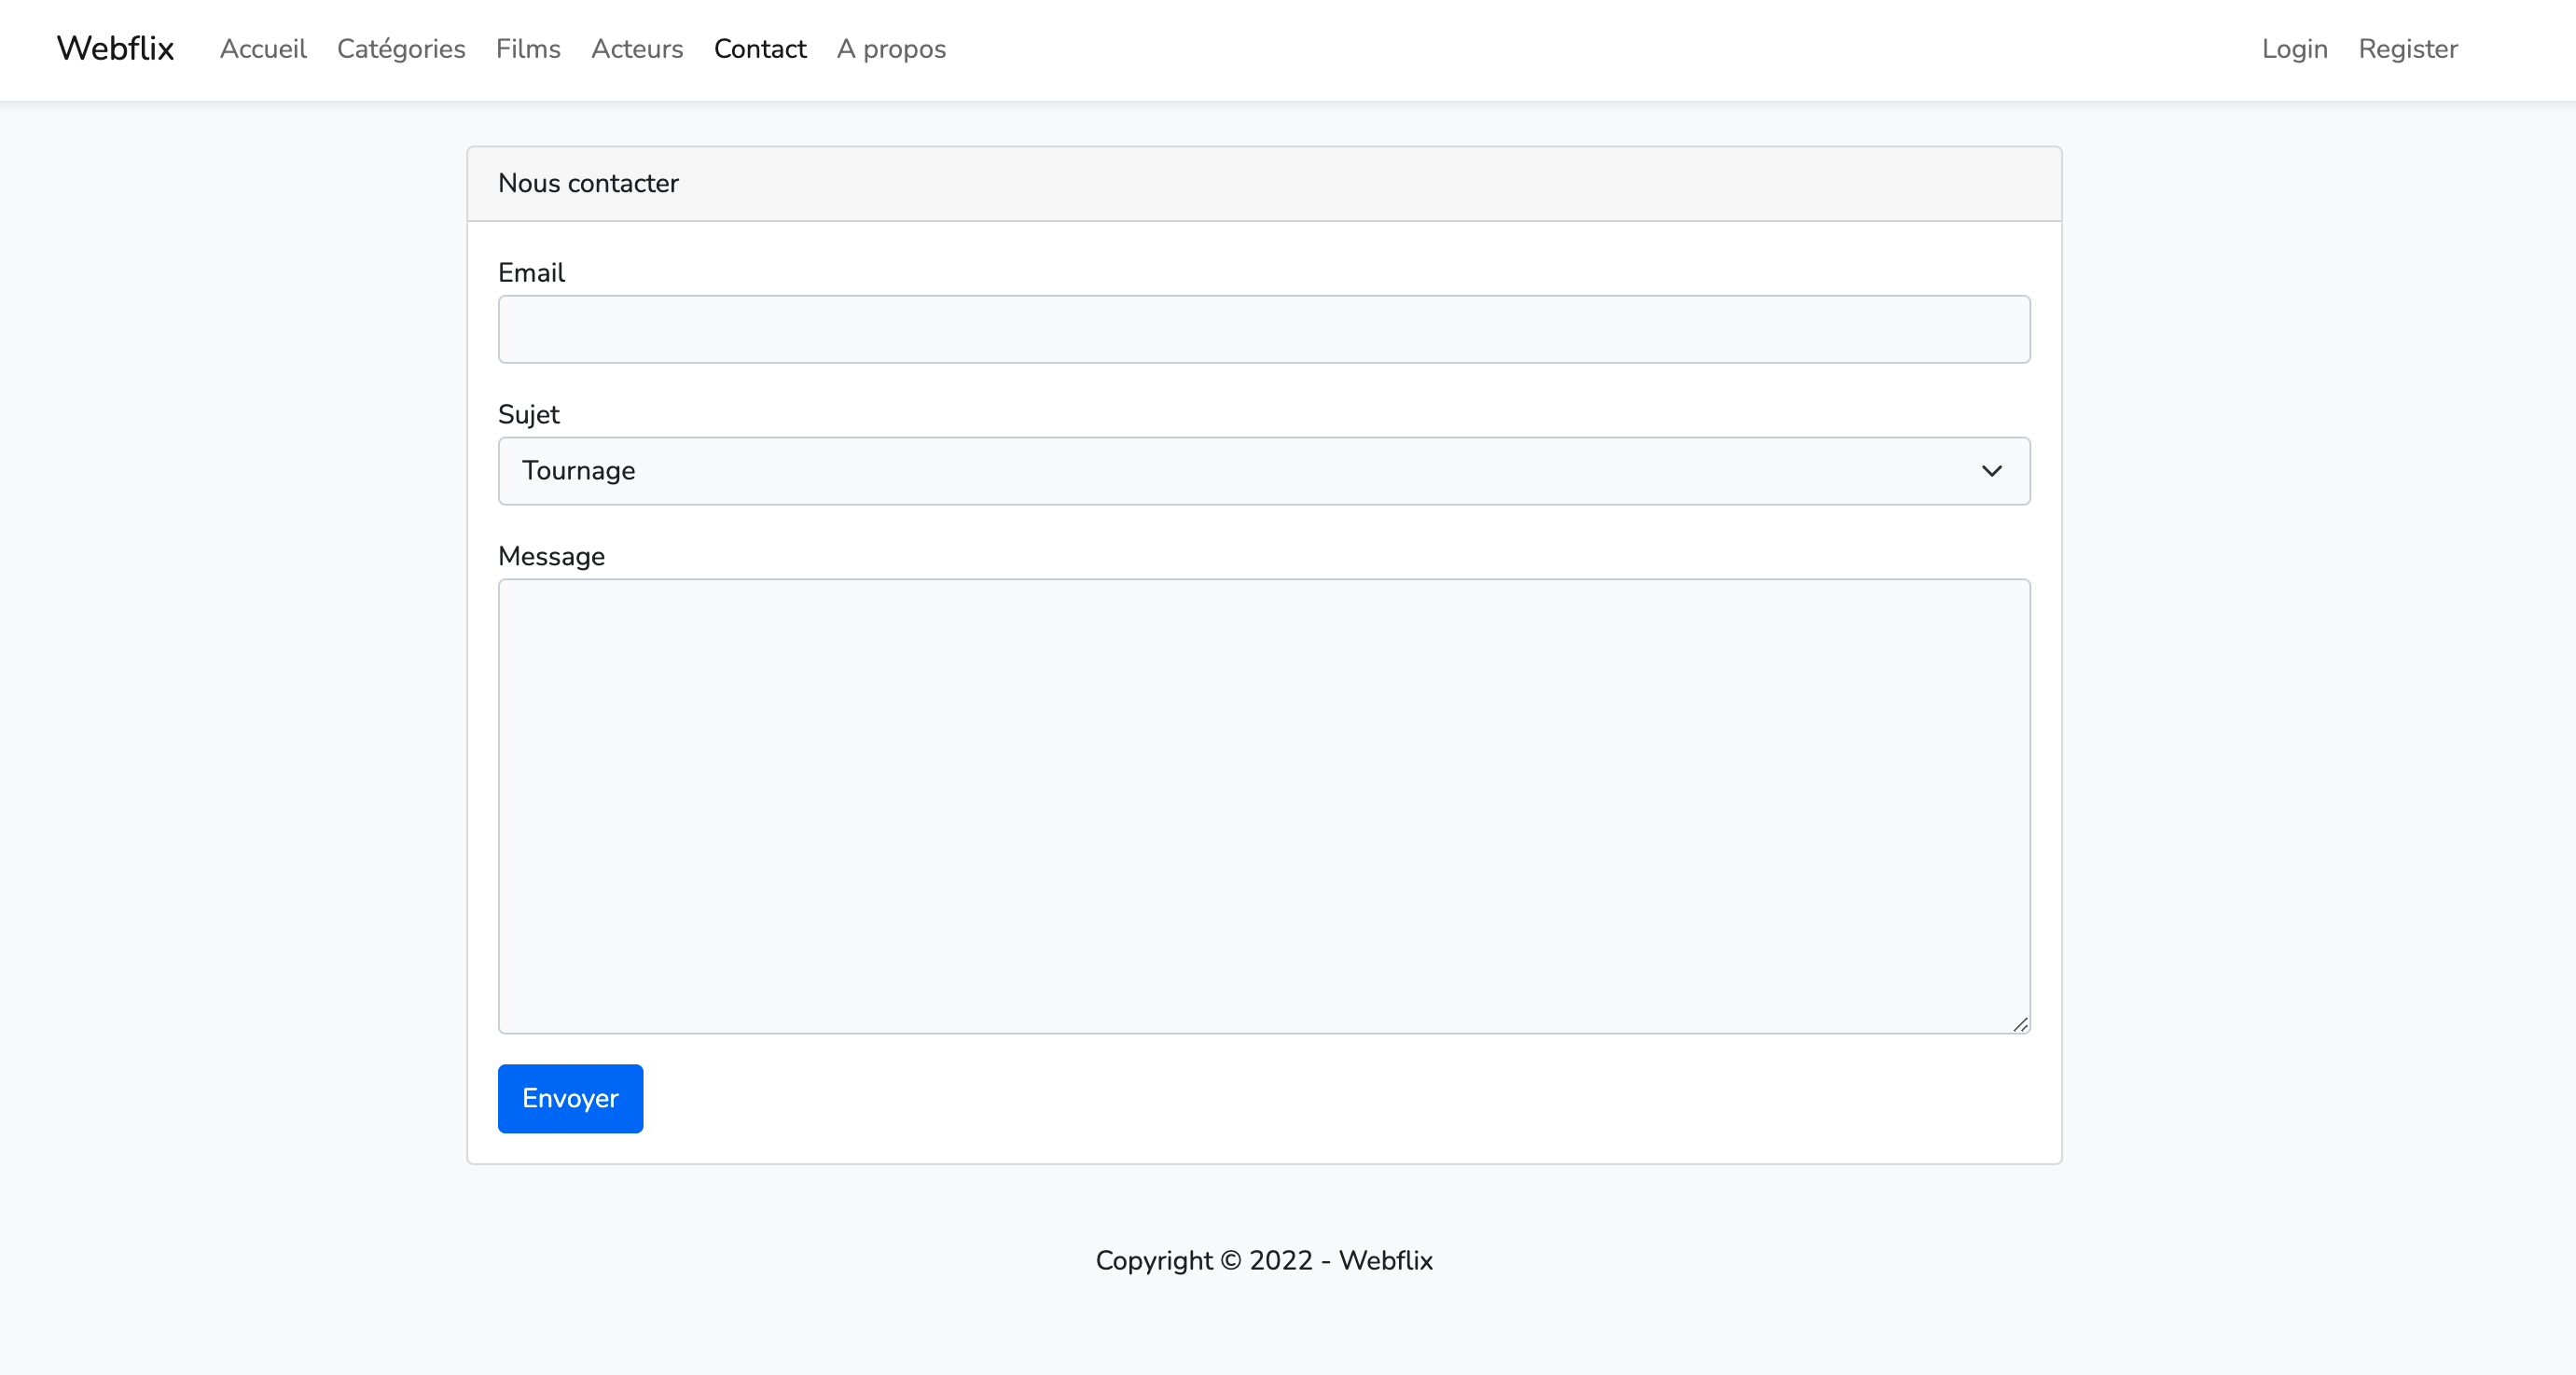 Webflix Accueil Catégories Films Acteurs Contact A propos Login Register
Nous contacter
Email
Sujet
Tournage
Message
Envoyer
Copyright © 2022 - Webflix